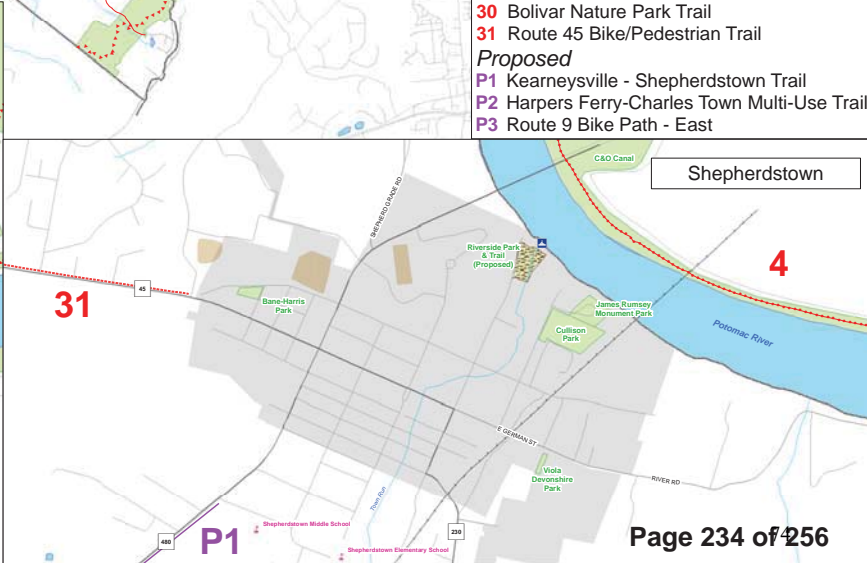 30 Bolivar Nature Park Trail
31 Route 45 Bike/Pedestrian Trail
Proposed
P1 Kearneysville - Shepherdstown Trail
P2 Harpers Ferry-Charles Town Multi-Use Trail
P3 Route 9 Bike Path - East
C&O Canal
Shepherdstown
SHEPHERD GRADE RD
Riverside Park
& Trail
(Proposed)
4
31
45
Bane-Harris
Park
James Rumsey
Monument Park
Cullison
Park
Potomac River
E GERMAN ST
Viola
Devonshire
Park
RIVER RD
Town Run
480
P1
Shepherdstown Middle School
Shepherdstown Elementary School
230
Page 234 of 256